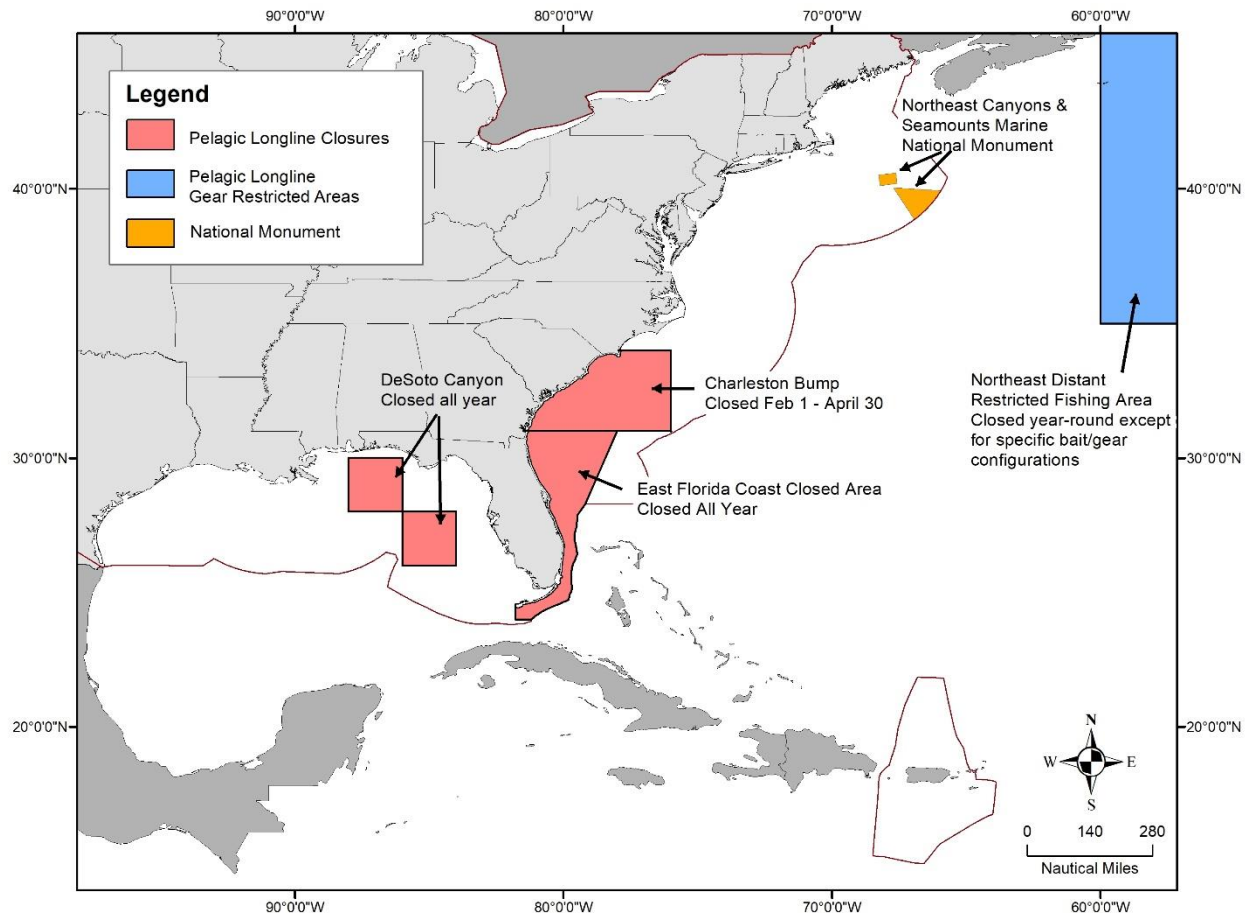 90°0'0"W
80°0'0"W
70°0'0"W
60°0'0"W
Legend
Pelagic Longline Closures
Pelagic Longline
Gear Restricted Areas
National Monument
Northeast Canyons &
Seamounts Marine
National Monument
40°0'0"N
40°0'0"N
DeSoto Canyon
Closed all year
Charleston Bump
Closed Feb 1 - April 30
Northeast Distant
Restricted Fishing Area
Closed year-round except
for specific bait/gear
configurations
30°0'0"N
30°0'0"N
East Florida Coast Closed Area
Closed All Year
20°0'0"N
20°0'0"N
N
W
E
S
0
140
280
Nautical Miles
90°0'0"W
80°0'0"W
70°0'0"W
60°0'0"W